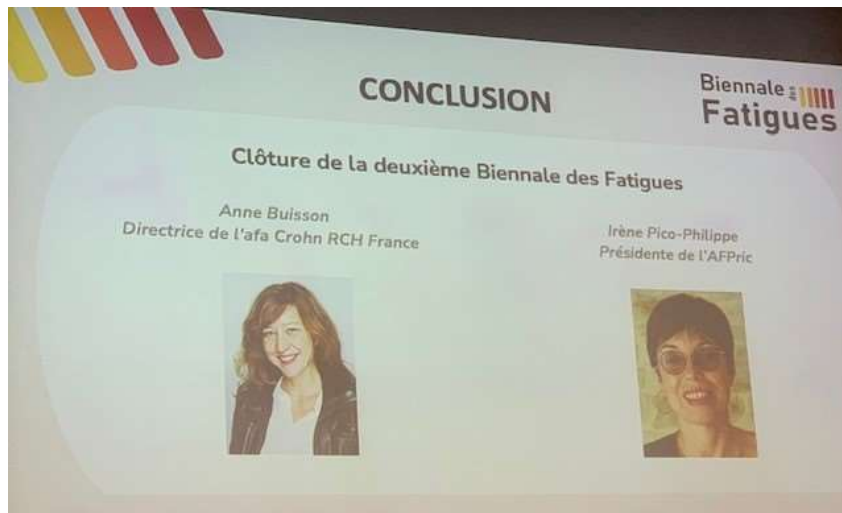 CONCLUSION
Biennale des
Fatigues
Clôture de la deuxième Biennale des Fatigues
Anne Buisson
Directrice de l'afa Crohn RCH France
Irène Pico-Philippe
Présidente de l'AFPric